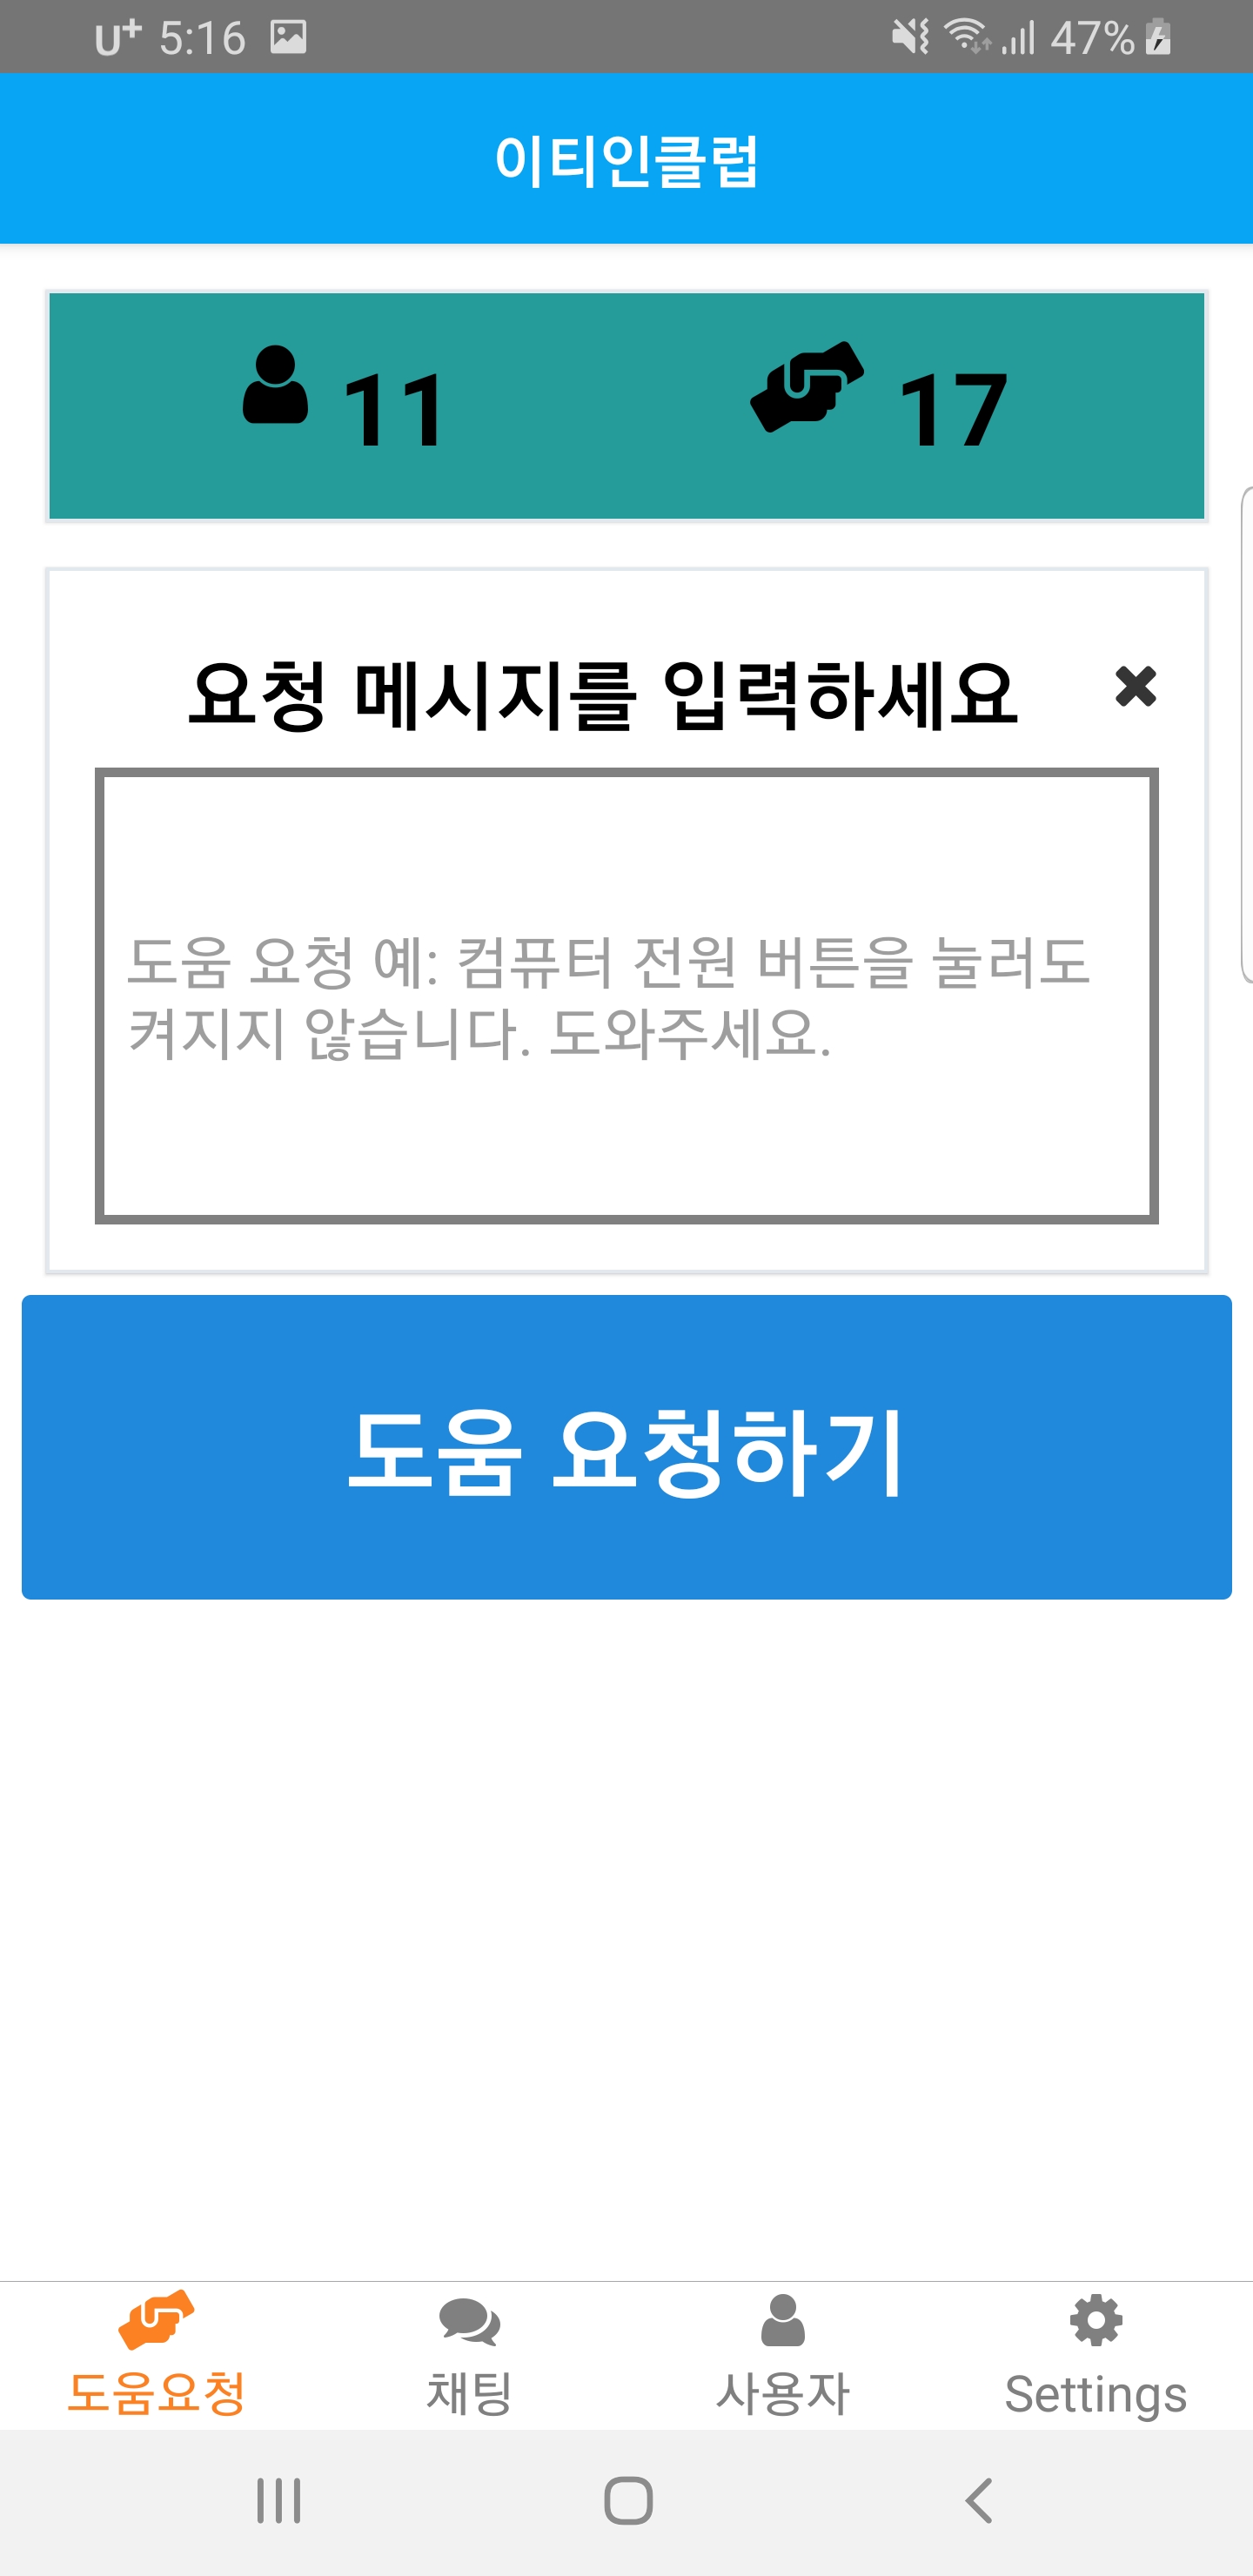 U+ 5:16 47%
이티인클럽
11 17
요청 메시지를 입력하세요
도움 요청 예: 컴퓨터 전원 버튼을 눌러도
켜지지 않습니다. 도와주세요.
도움 요청하기
도움요청 채팅 사용자 Settings